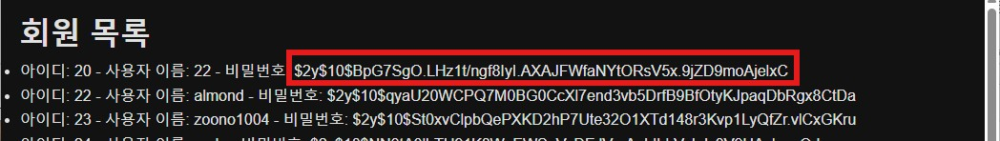 회원 목록
아이디: 20 - 사용자 이름: 22 - 비밀번호: $2y$10$BpG7SgO.LHz1t/ngf8IyI.AXAJFWfaNYtORsV5x.9jZD9moAjelxC
아이디: 22 - 사용자 이름: almond - 비밀번호: $2y$10$qyaU20WCPQ7M0BG0CcXl7end3vb5DrfB9BfOtyKJpaqDbRgx8CtDa
아이디: 23 - 사용자 이름: zoono1004 - 비밀번호: $2y$10$St0xvClpbQePXKD2hP7Ute32O1XTd148r3Kvp1LyQfZr.vlCxGKru